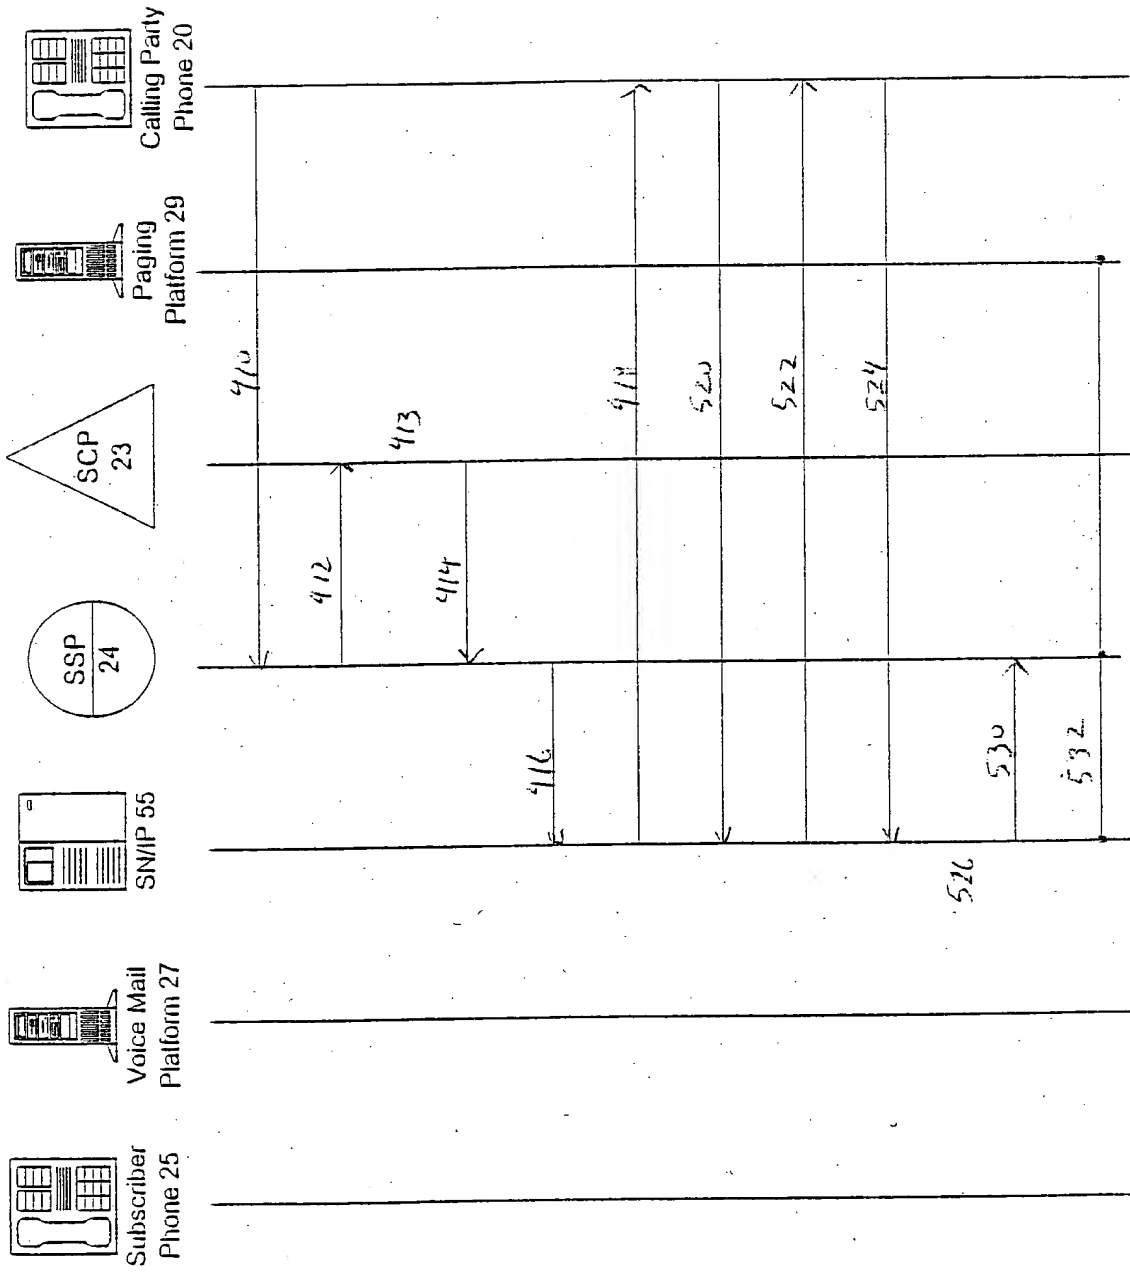 Calling Party
Phone 20
Paging
Platform 29
SCP
23
SSP
24
SN/IP 55
Voice Mail
Platform 27
Subscriber
Phone 25
410
412
413
414
416
418
520
522
524
526
530
532